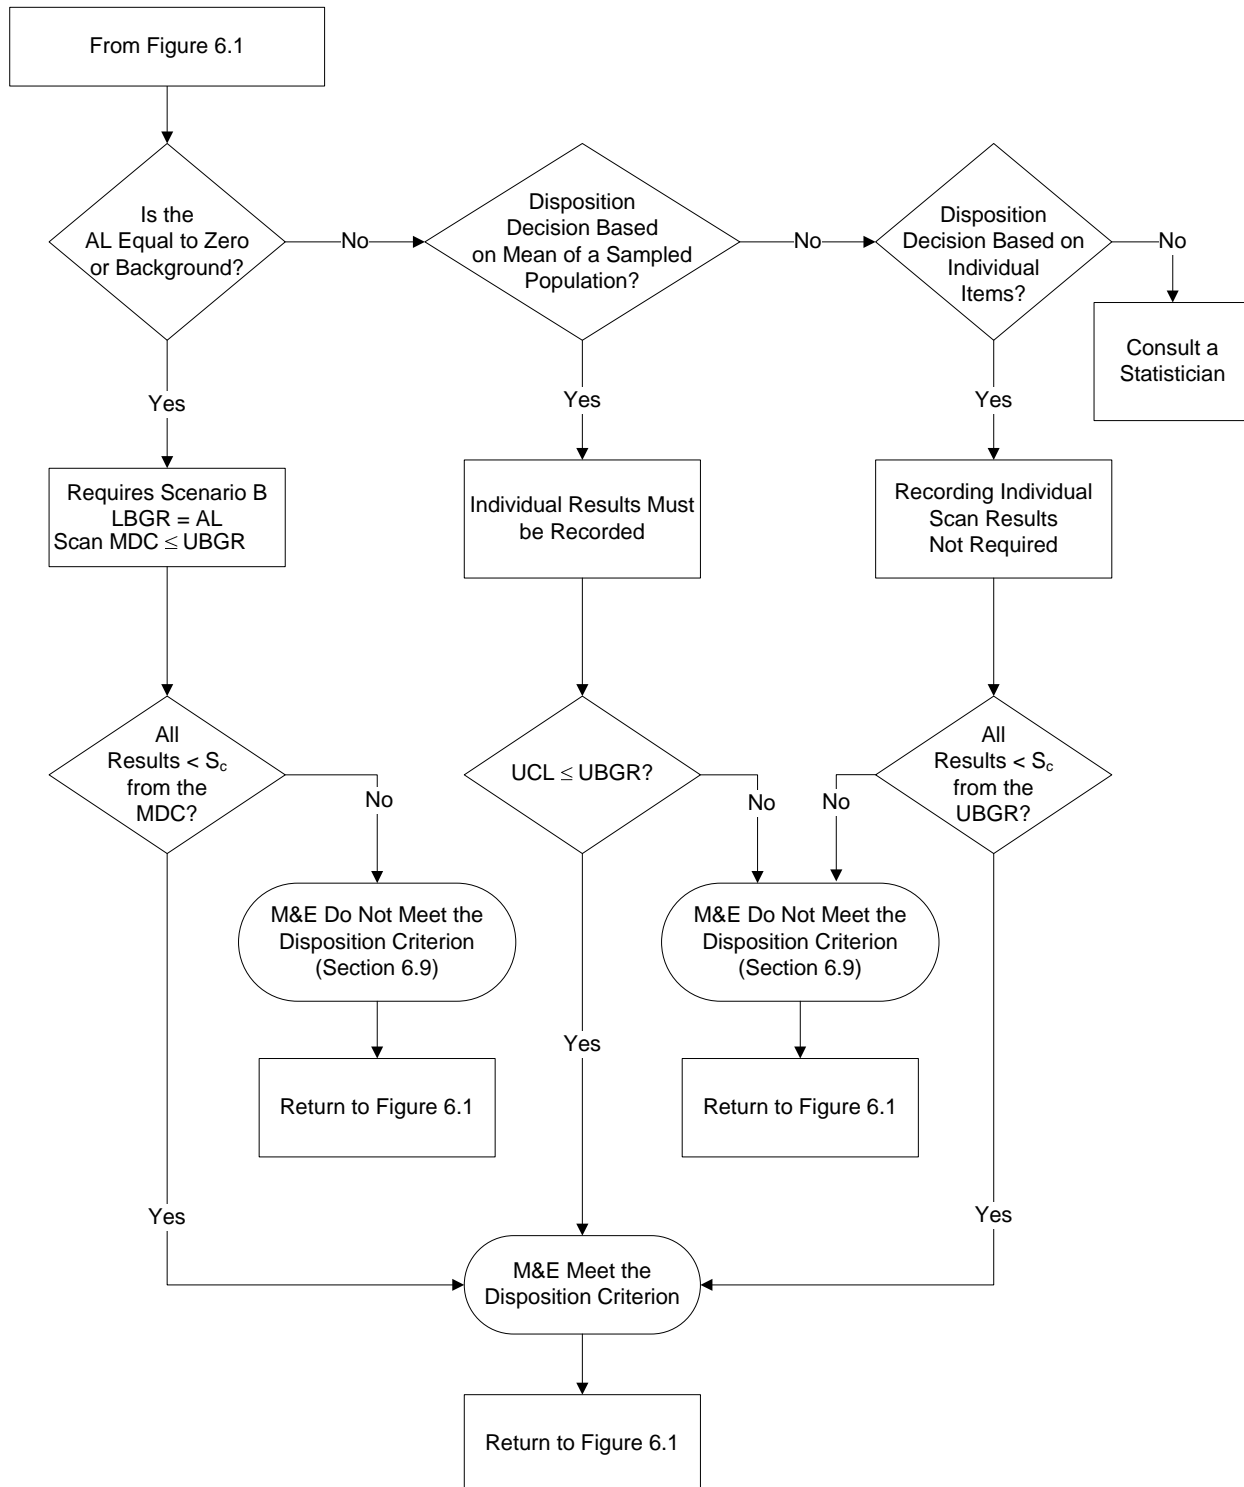 From Figure 6.1
Is the
AL Equal to Zero
or Background?
No
Disposition
Decision Based
on Mean of a Sampled
Population?
No
Disposition
Decision Based on
Individual
Items?
No
Consult a
Statistician
Yes
Yes
Yes
Requires Scenario B
LBGR = AL
Scan MDC ≤ UBGR
Individual Results Must
be Recorded
Recording Individual
Scan Results
Not Required
All
Results < Sc
from the
MDC?
No
UCL ≤ UBGR?
No
All
Results < Sc
from the
UBGR?
No
M&E Do Not Meet the
Disposition Criterion
(Section 6.9)
M&E Do Not Meet the
Disposition Criterion
(Section 6.9)
Yes
Return to Figure 6.1
Return to Figure 6.1
Yes
Yes
M&E Meet the
Disposition Criterion
Return to Figure 6.1